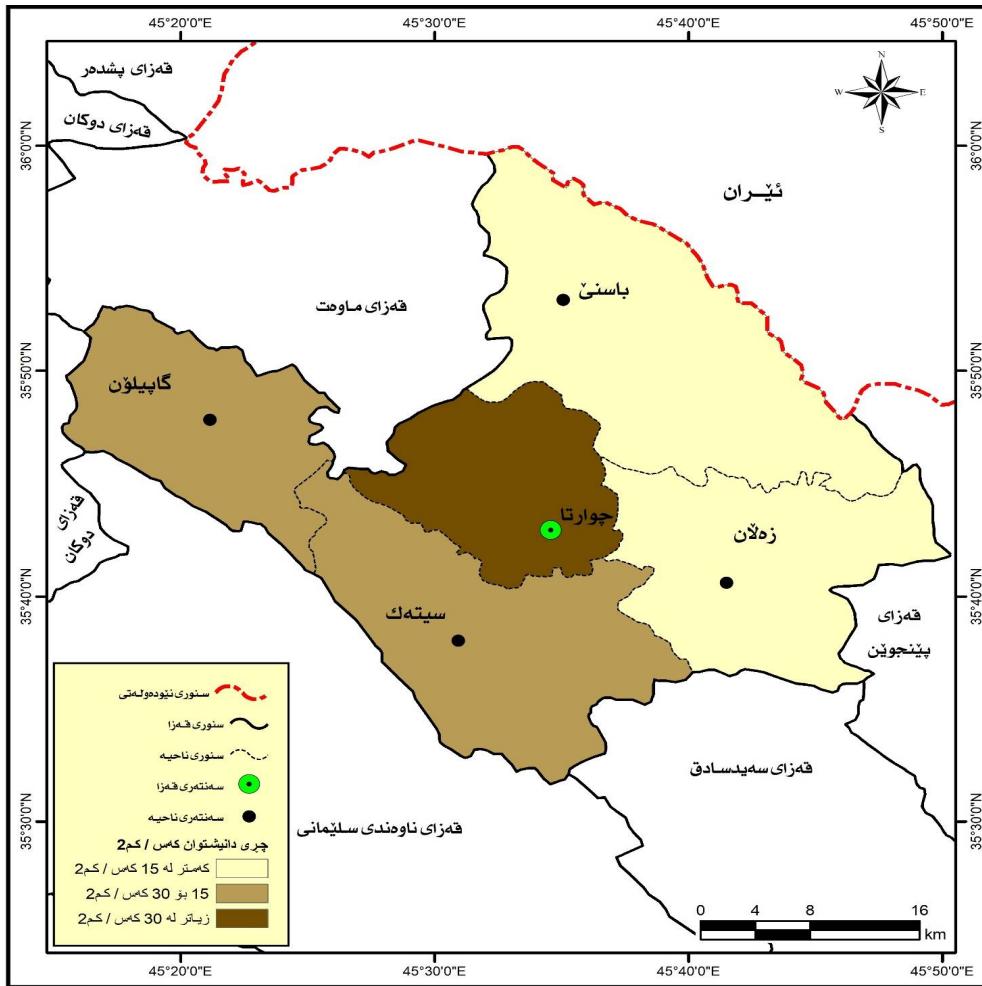 45°20'0"E 45°30'0"E 45°40'0"E 45°50'0"E
N
W E
S
قەزای پشدەر
قەزای دوکان
36°0'0"N 36°0'0"N
ئێـــران
باسنێ
قەزای ماوەت
35°50'0"N 35°50'0"N
گاپیلۆن
چوارتا
زەڵان
قەزای
دوکان
35°40'0"N 35°40'0"N
سیتەك
قەزای
پێنجوێن
سنوری نێودەوڵەتی
سنوری قەزا
سنوری ناحیە
سەنتەری قەزا
سەنتەری ناحیە
چڕی دانیشتوان کەس / کم2
کەمتر لە 15 کەس / کم2
15 بۆ 30 کەس / کم2
زیاتر لە 30 کەس / کم2
قەزای سەیدسادق
قەزای ناوەندی سلێمانی
35°30'0"N 35°30'0"N
0 4 8 16
km
45°20'0"E 45°30'0"E 45°40'0"E 45°50'0"E